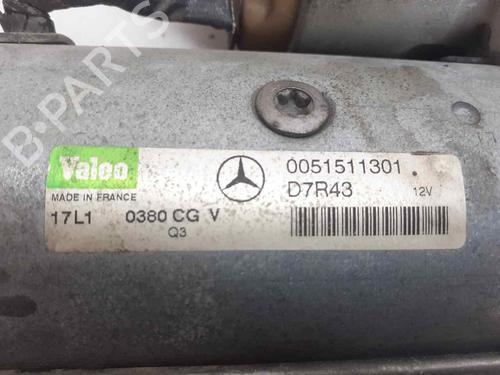 B-PARTS
Valeo
MADE IN FRANCE
17L1 0380 CG V
Q3
0051511301
D7R43 12V